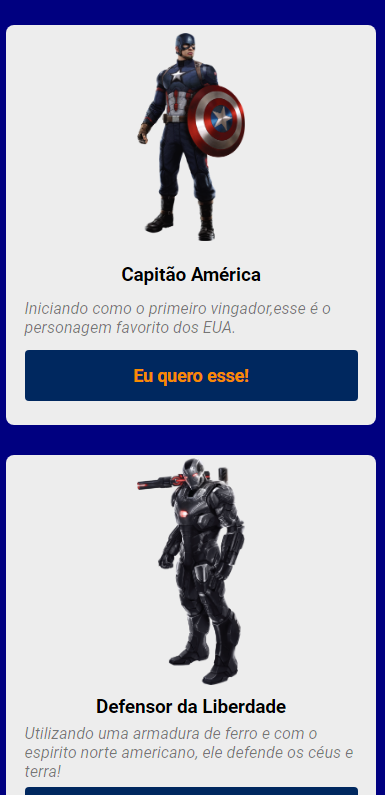 Capitão América
Iniciando como o primeiro vingador,esse é o
personagem favorito dos EUA.
Eu quero esse!
Defensor da Liberdade
Utilizando uma armadura de ferro e com o
espirito norte americano, ele defende os céus e
terra!